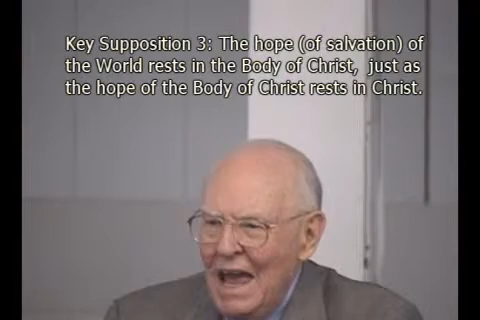 Key Supposition 3: The hope (of salvation) of
the World rests in the Body of Christ, just as
the hope of the Body of Christ rests in Christ.